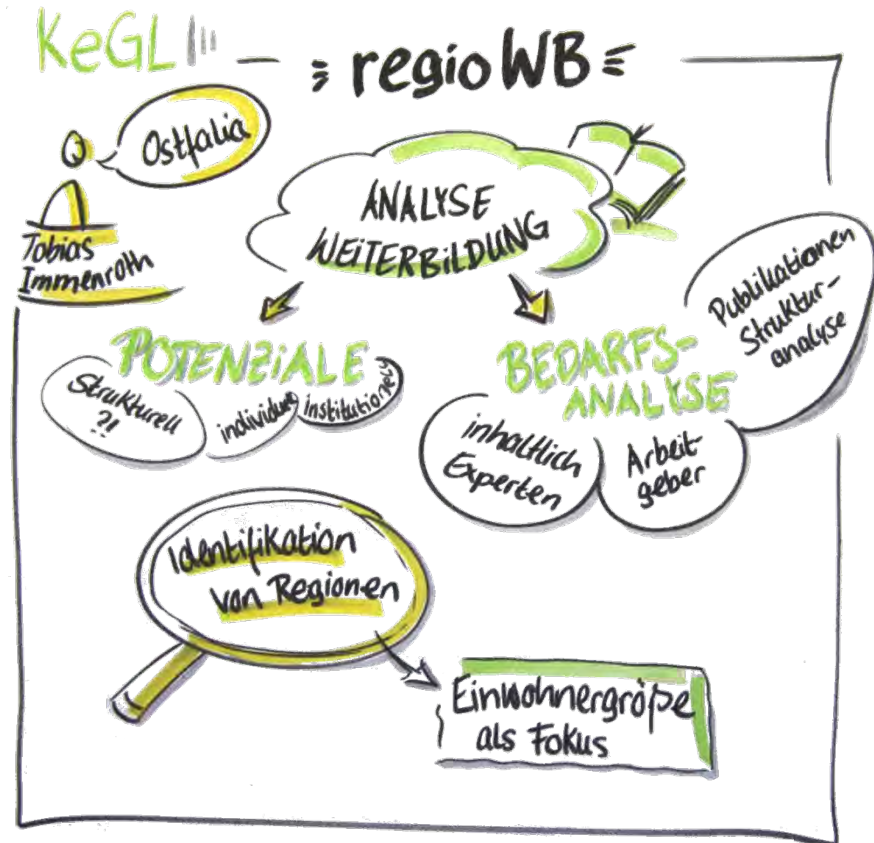 KeGL
regioWB
Ostfalia
Tobias
Immenroth
ANALYSE
WEITERBILDUNG
POTENZIALE
Strukturell
?!
individuell
institutionell
BEDARFS-
ANALYSE
inhaltlich
Experten
Arbeit-
geber
Publikationen
Struktur-
analyse
Identifikation
von Regionen
Einwohnergröße
als Fokus